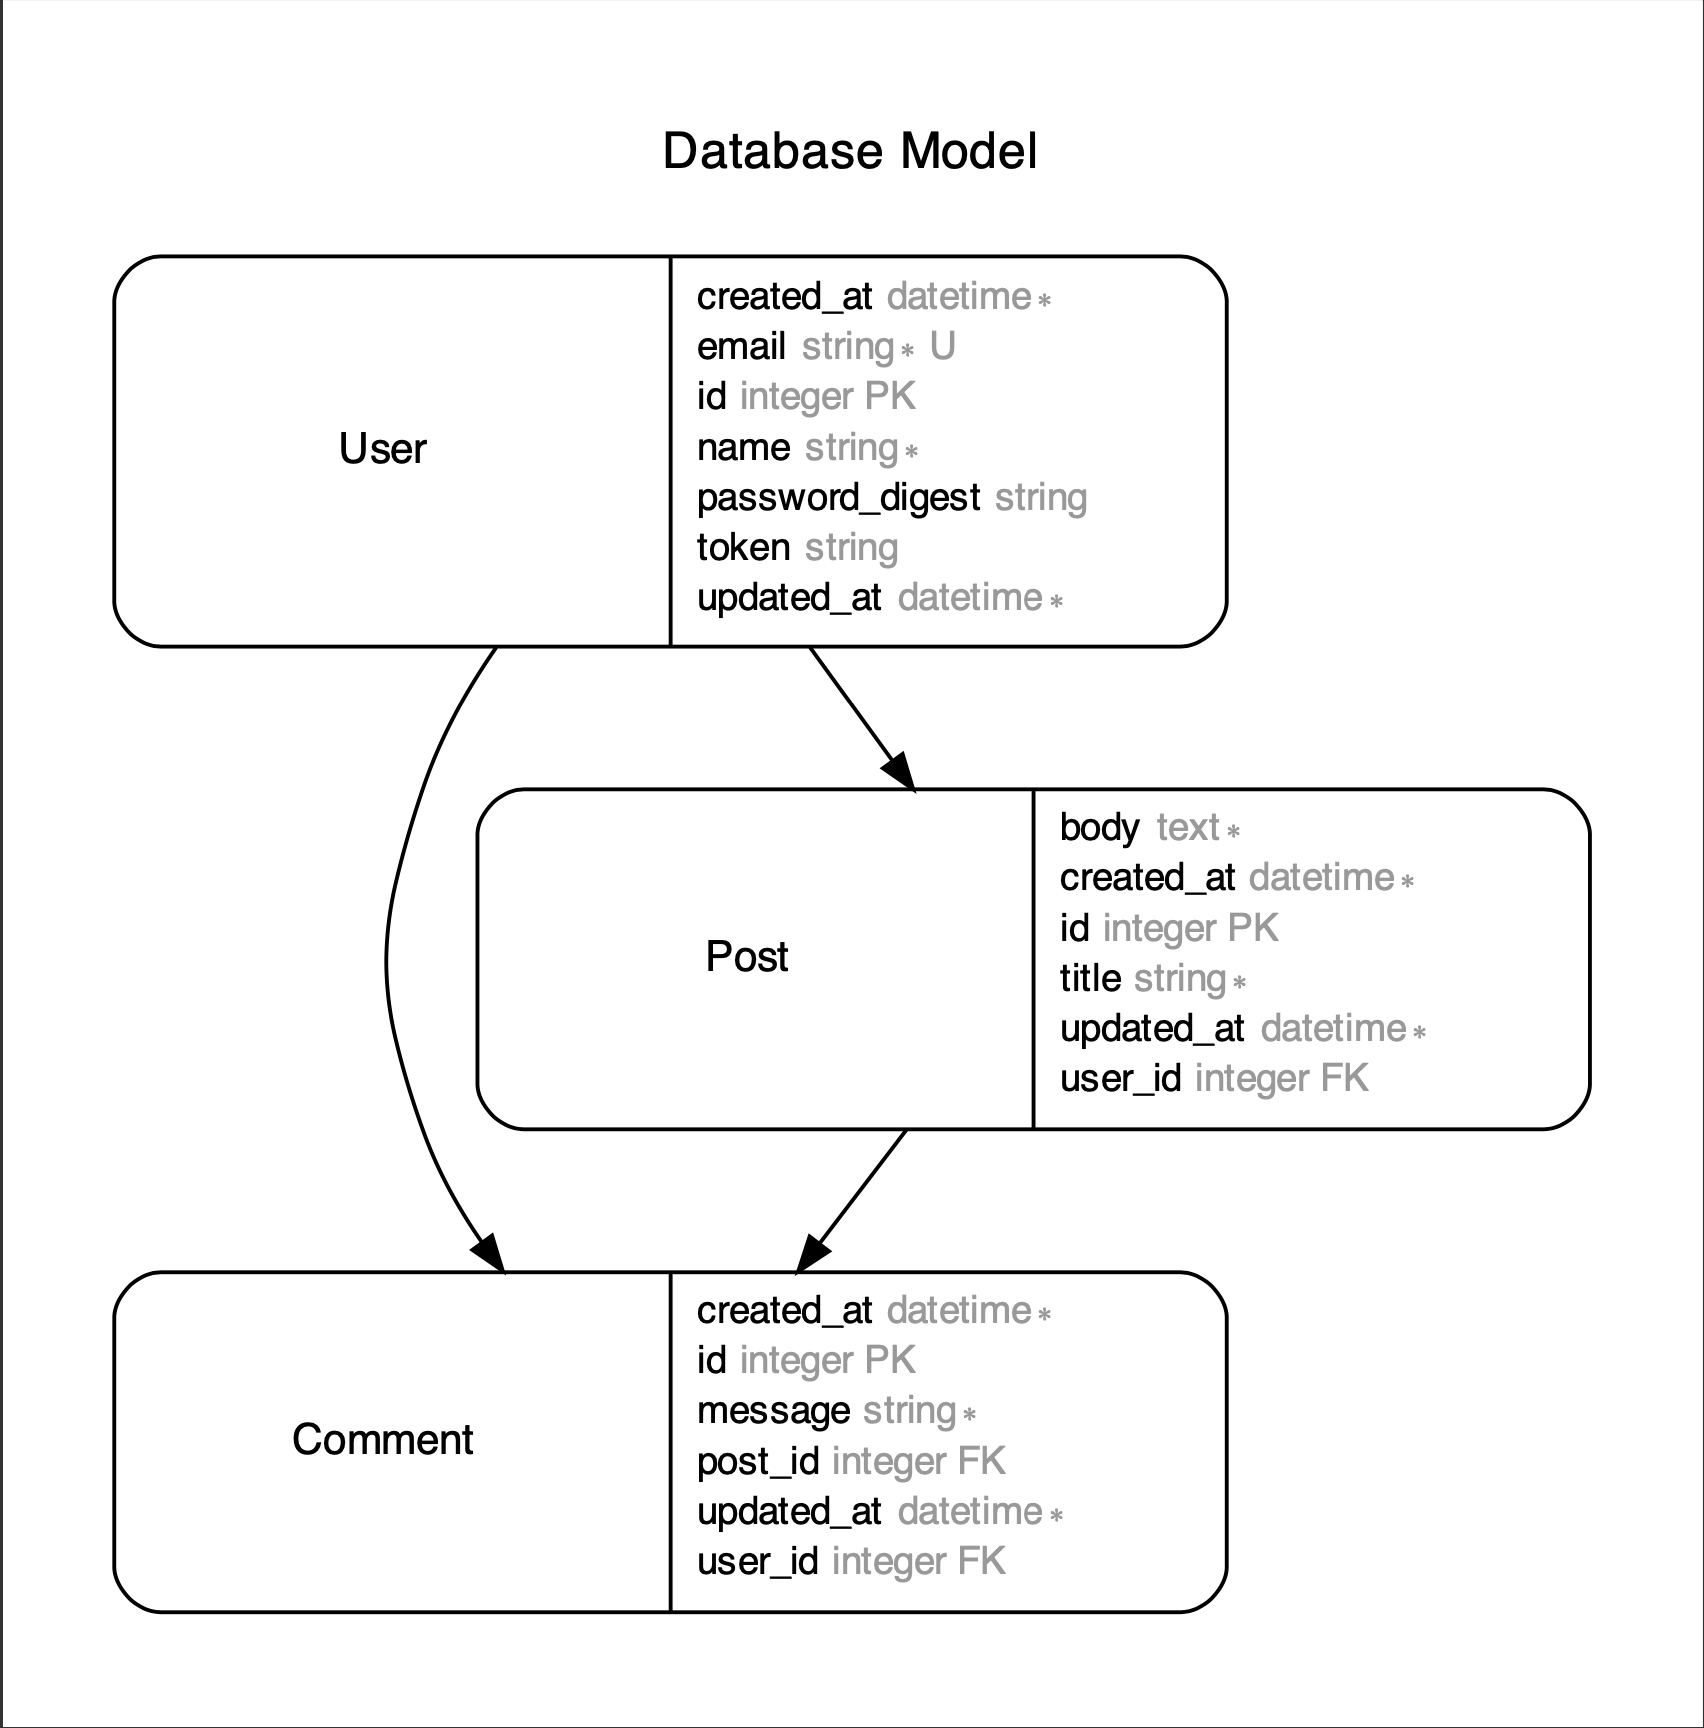 Database Model
User
created_at datetime *
email string * U
id integer PK
name string *
password_digest string
token string
updated_at datetime *
Post
body text *
created_at datetime *
id integer PK
title string *
updated_at datetime *
user_id integer FK
Comment
created_at datetime *
id integer PK
message string *
post_id integer FK
updated_at datetime *
user_id integer FK